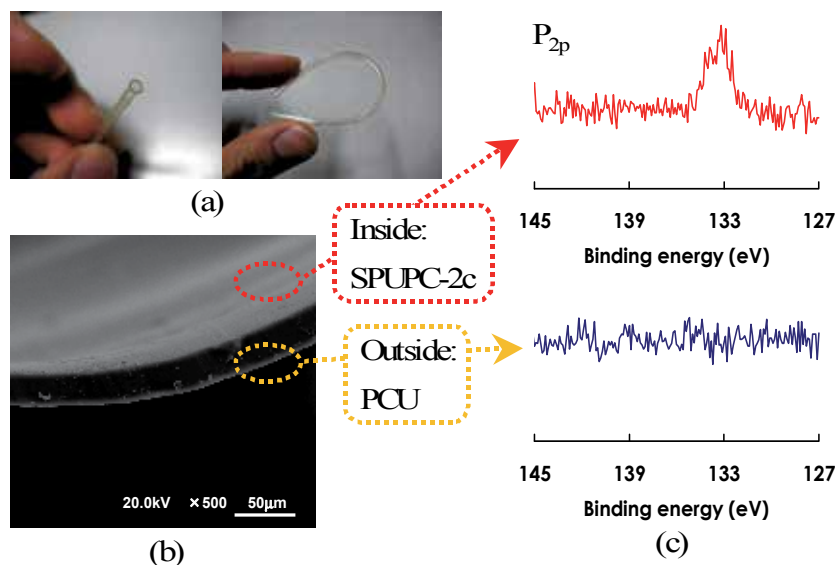 P2p
145 139 133 127
Binding energy (eV)
(a)
Inside:
SPUPC-2c
Outside:
PCU
20.0kV ×500 50μm
(b)
145 139 133 127
Binding energy (eV)
(c)